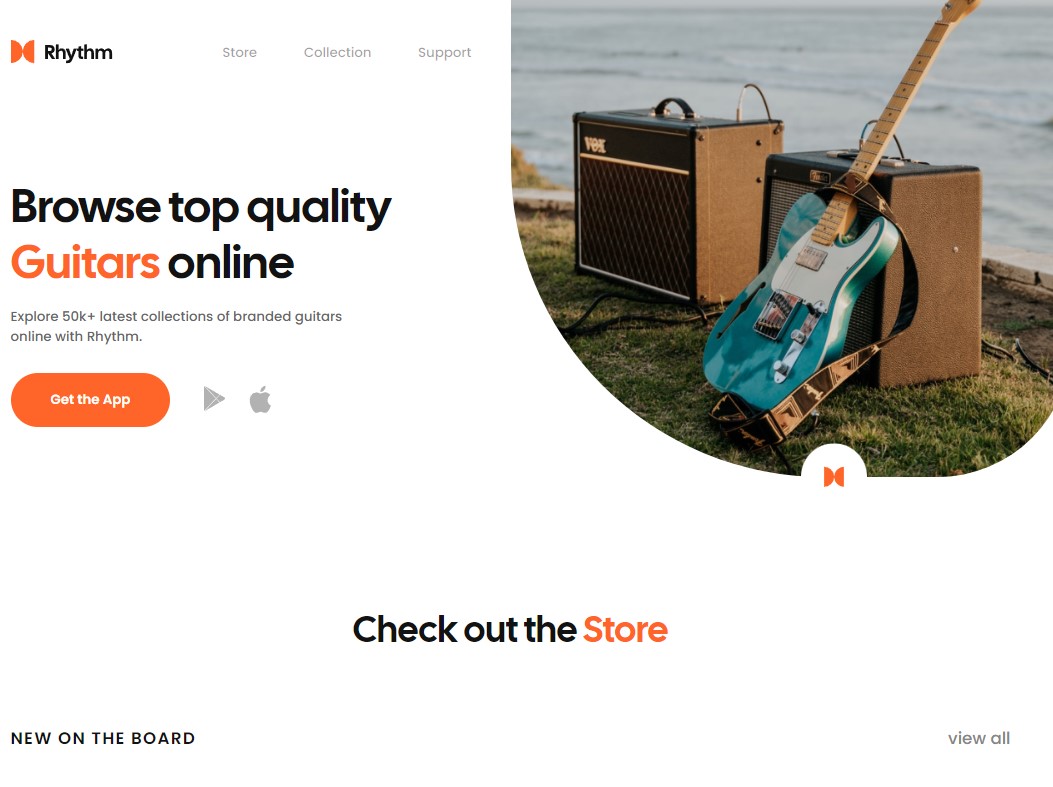 Rhythm
Store
Collection
Support
Browse top quality
Guitars online
Explore 50k+ latest collections of branded guitars
online with Rhythm.
Get the App
VOX
Check out the Store
NEW ON THE BOARD
view all